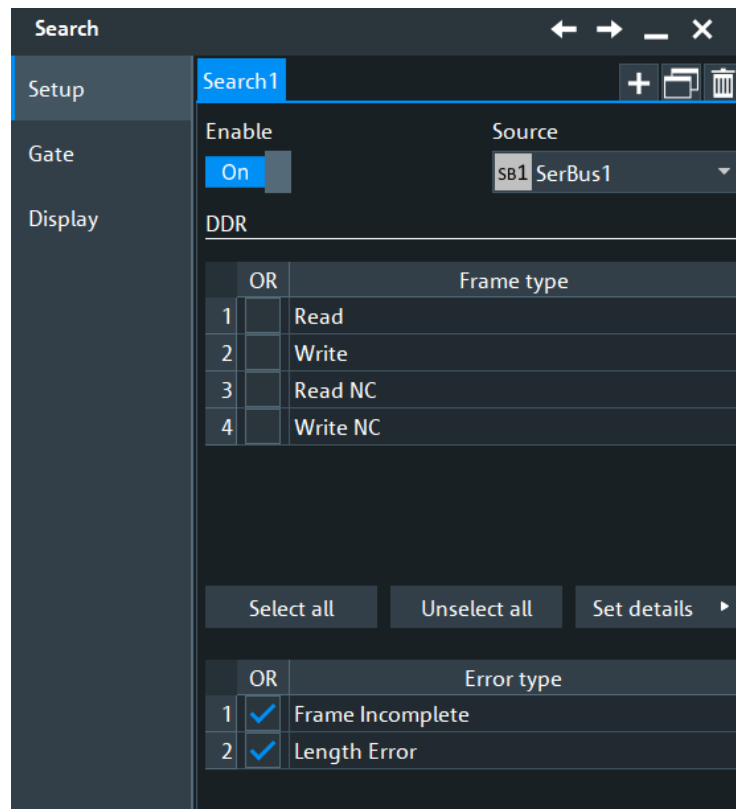 Search
Setup
Gate
Display
Search1
Enable
Source
On
SB1 SerBus1
DDR
OR Frame type
1 Read
2 Write
3 Read NC
4 Write NC
Select all Unselect all Set details
OR Error type
1 Frame Incomplete
2 Length Error